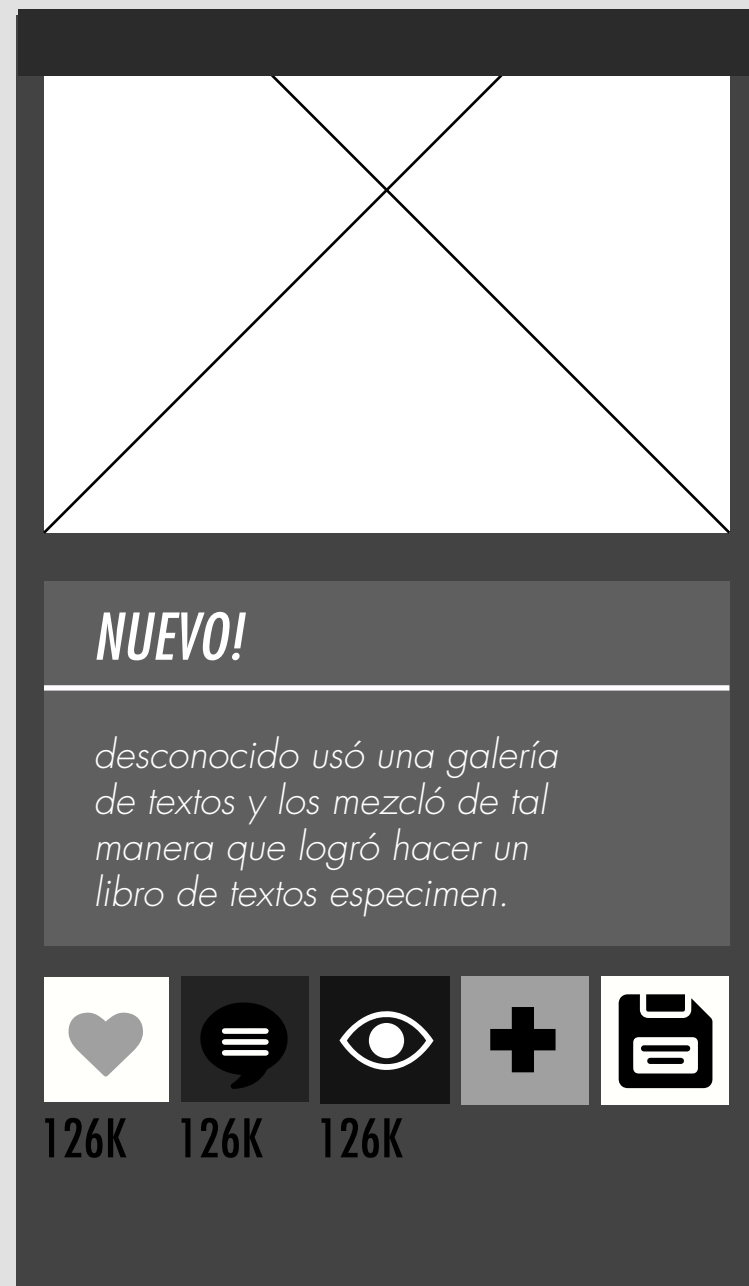 NUEVO!
desconocido usó una galería
de textos y los mezcló de tal
manera que logró hacer un
libro de textos especimen.
126K 126K 126K